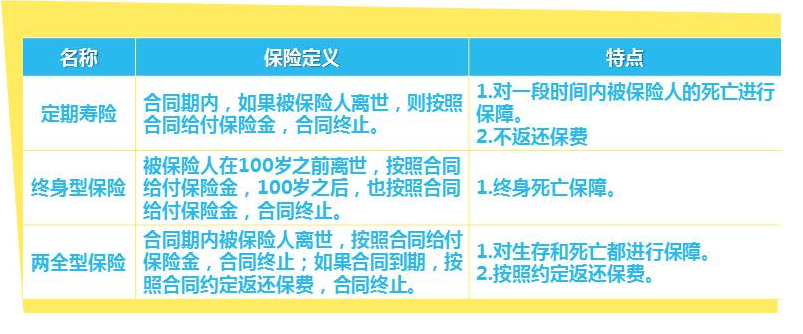 名称
保险定义
特点
定期寿险
合同期内，如果被保险人离世，则按照
合同给付保险金，合同终止。
1.对一段时间内被保险人的死亡进行
保障。
2.不返还保费
终身型保险
被保险人在100岁之前离世，按照合同
给付保险金，100岁之后，也按照合同
给付保险金，合同终止。
1.终身死亡保障。
两全型保险
合同期内被保险人离世，按照合同给付
保险金，合同终止；如果合同到期，按
照合同约定返还保费，合同终止。
1.对生存和死亡都进行保障。
2.按照约定返还保费。